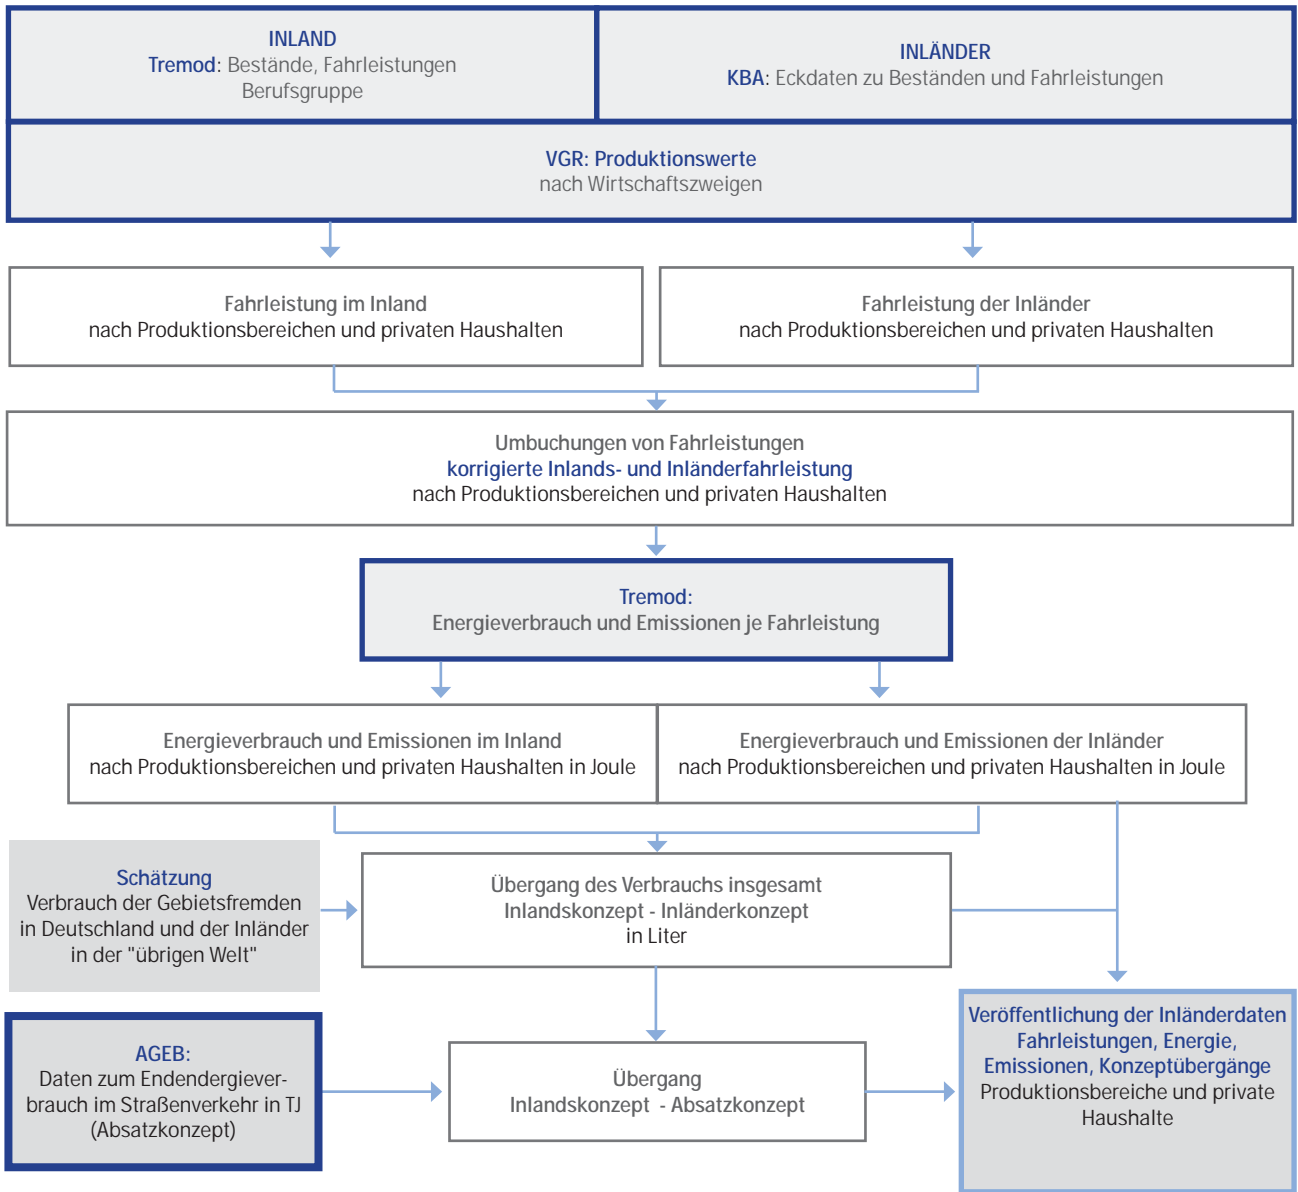 INLAND
Tremod: Bestände, Fahrleistungen
Berufsgruppe
INLÄNDER
KBA: Eckdaten zu Beständen und Fahrleistungen
VGR: Produktionswerte
nach Wirtschaftszweigen
Fahrleistung im Inland
nach Produktionsbereichen und privaten Haushalten
Fahrleistung der Inländer
nach Produktionsbereichen und privaten Haushalten
Umbuchungen von Fahrleistungen
korrigierte Inlands- und Inländerfahrleistung
nach Produktionsbereichen und privaten Haushalten
Tremod:
Energieverbrauch und Emissionen je Fahrleistung
Energieverbrauch und Emissionen im Inland
nach Produktionsbereichen und privaten Haushalten in Joule
Energieverbrauch und Emissionen der Inländer
nach Produktionsbereichen und privaten Haushalten in Joule
Schätzung
Verbrauch der Gebietsfremden
in Deutschland und der Inländer
in der "übrigen Welt"
Übergang des Verbrauchs insgesamt
Inlandskonzept - Inländerkonzept
in Liter
AGEB:
Daten zum Endendergiever-
brauch im Straßenverkehr in TJ
(Absatzkonzept)
Übergang
Inlandskonzept - Absatzkonzept
Veröffentlichung der Inländerdaten
Fahrleistungen, Energie,
Emissionen, Konzeptübergänge
Produktionsbereiche und private
Haushalte